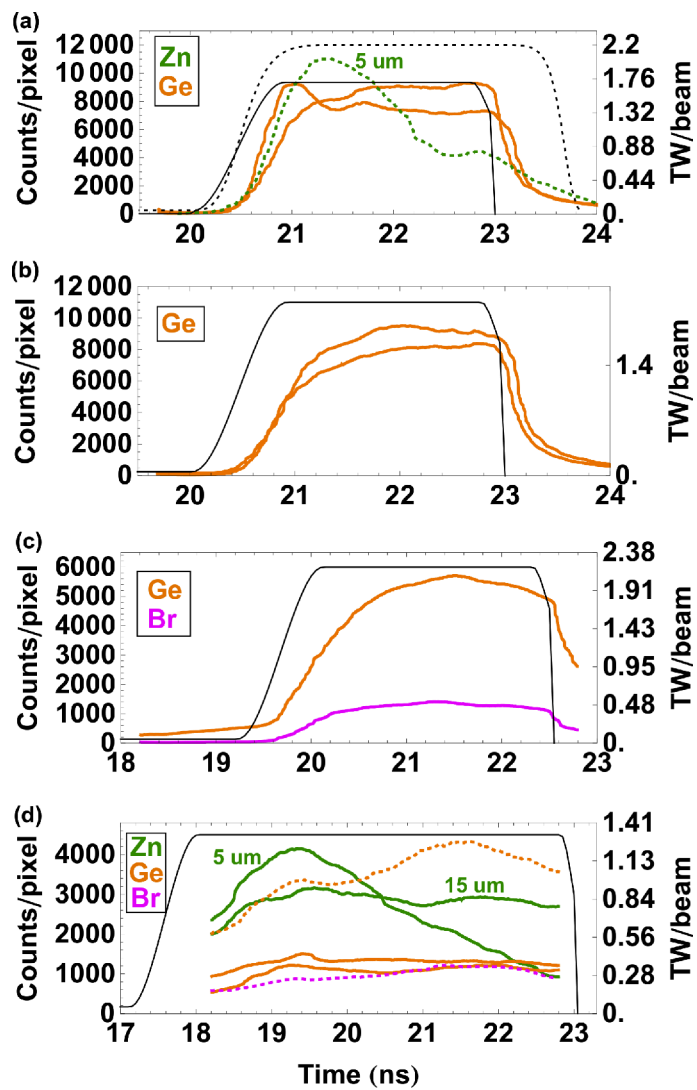 (a)
12 000
10 000
8000
6000
4000
2000
0
Counts/pixel
Zn
Ge
5 um
2.2
1.76
1.32
0.88
0.44
0.
TW/beam
20 21 22 23 24
(b)
12 000
10 000
8000
6000
4000
2000
0
Counts/pixel
Ge
1.4
0.
TW/beam
20 21 22 23 24
(c)
6000
5000
4000
3000
2000
1000
0
Counts/pixel
Ge
Br
2.38
1.91
1.43
0.95
0.48
0.
TW/beam
18 19 20 21 22 23
(d)
4000
3000
2000
1000
0
Counts/pixel
Zn
Ge
Br
5 um
15 um
1.41
1.13
0.84
0.56
0.28
0.
TW/beam
17 18 19 20 21 22 23
Time (ns)